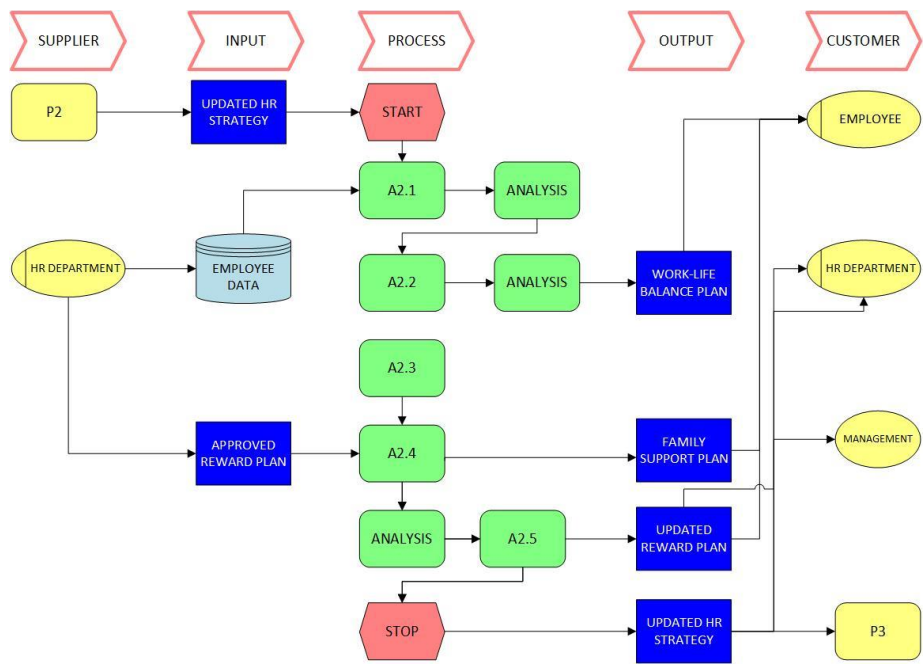 SUPPLIER
INPUT
PROCESS
OUTPUT
CUSTOMER
P2
UPDATED HR
STRATEGY
START
EMPLOYEE
A2.1
ANALYSIS
HR DEPARTMENT
EMPLOYEE
DATA
A2.2
ANALYSIS
WORK-LIFE
BALANCE PLAN
HR DEPARTMENT
A2.3
APPROVED
REWARD PLAN
A2.4
FAMILY
SUPPORT PLAN
MANAGEMENT
ANALYSIS
A2.5
UPDATED
REWARD PLAN
STOP
UPDATED HR
STRATEGY
P3